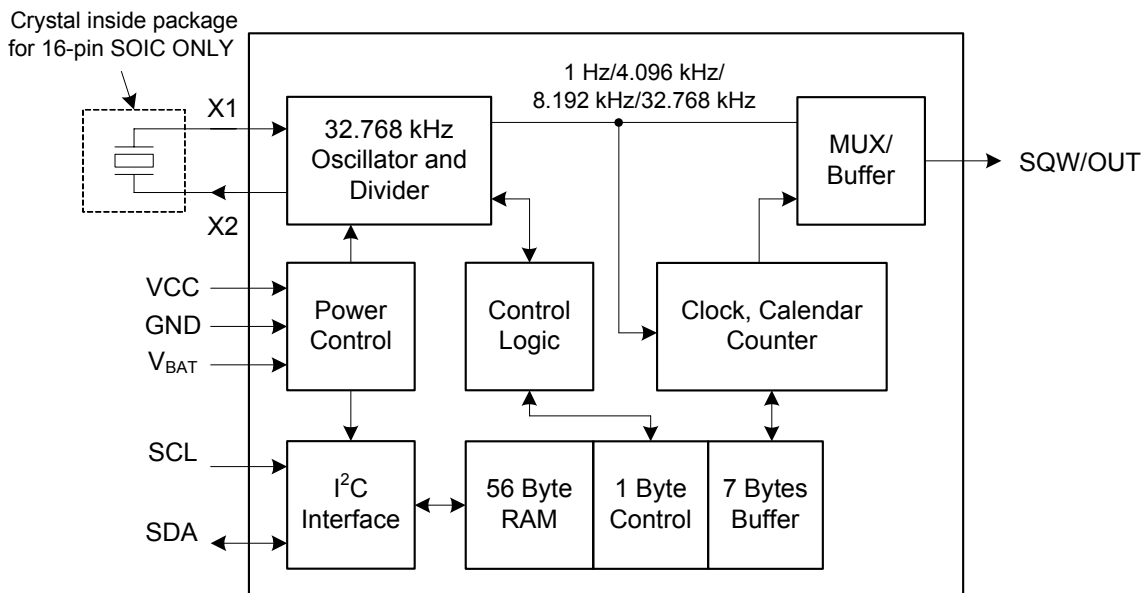 Crystal inside package
for 16-pin SOIC ONLY
X1
X2
1 Hz/4.096 kHz/
8.192 kHz/32.768 kHz
32.768 kHz
Oscillator and
Divider
MUX/
Buffer
SQW/OUT
VCC
GND
VBAT
Power
Control
Control
Logic
Clock, Calendar
Counter
SCL
SDA
I²C
Interface
56 Byte
RAM
1 Byte
Control
7 Bytes
Buffer